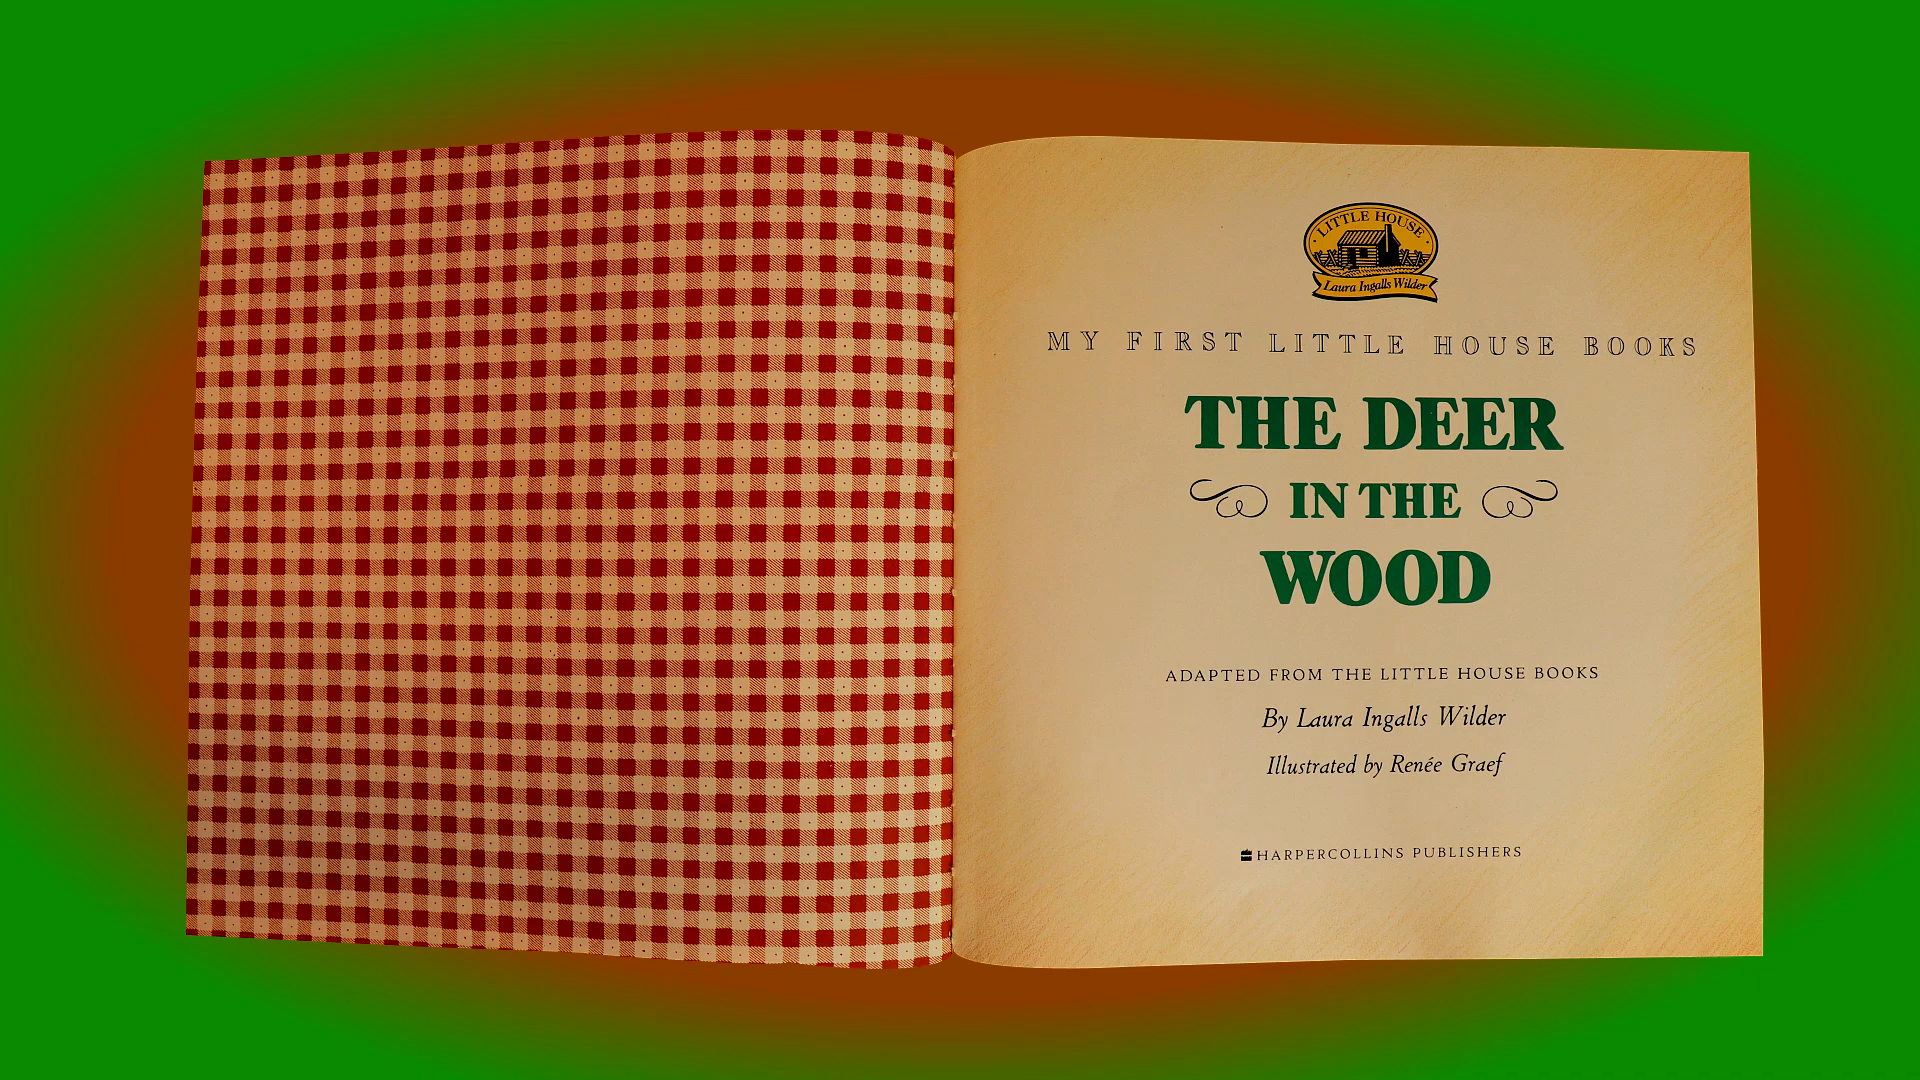 LITTLE HOUSE
Laura Ingalls Wilder
MY FIRST LITTLE HOUSE BOOKS
THE DEER
IN THE
WOOD
ADAPTED FROM THE LITTLE HOUSE BOOKS
By Laura Ingalls Wilder
Illustrated by Renée Graef
HARPERCOLLINS PUBLISHERS